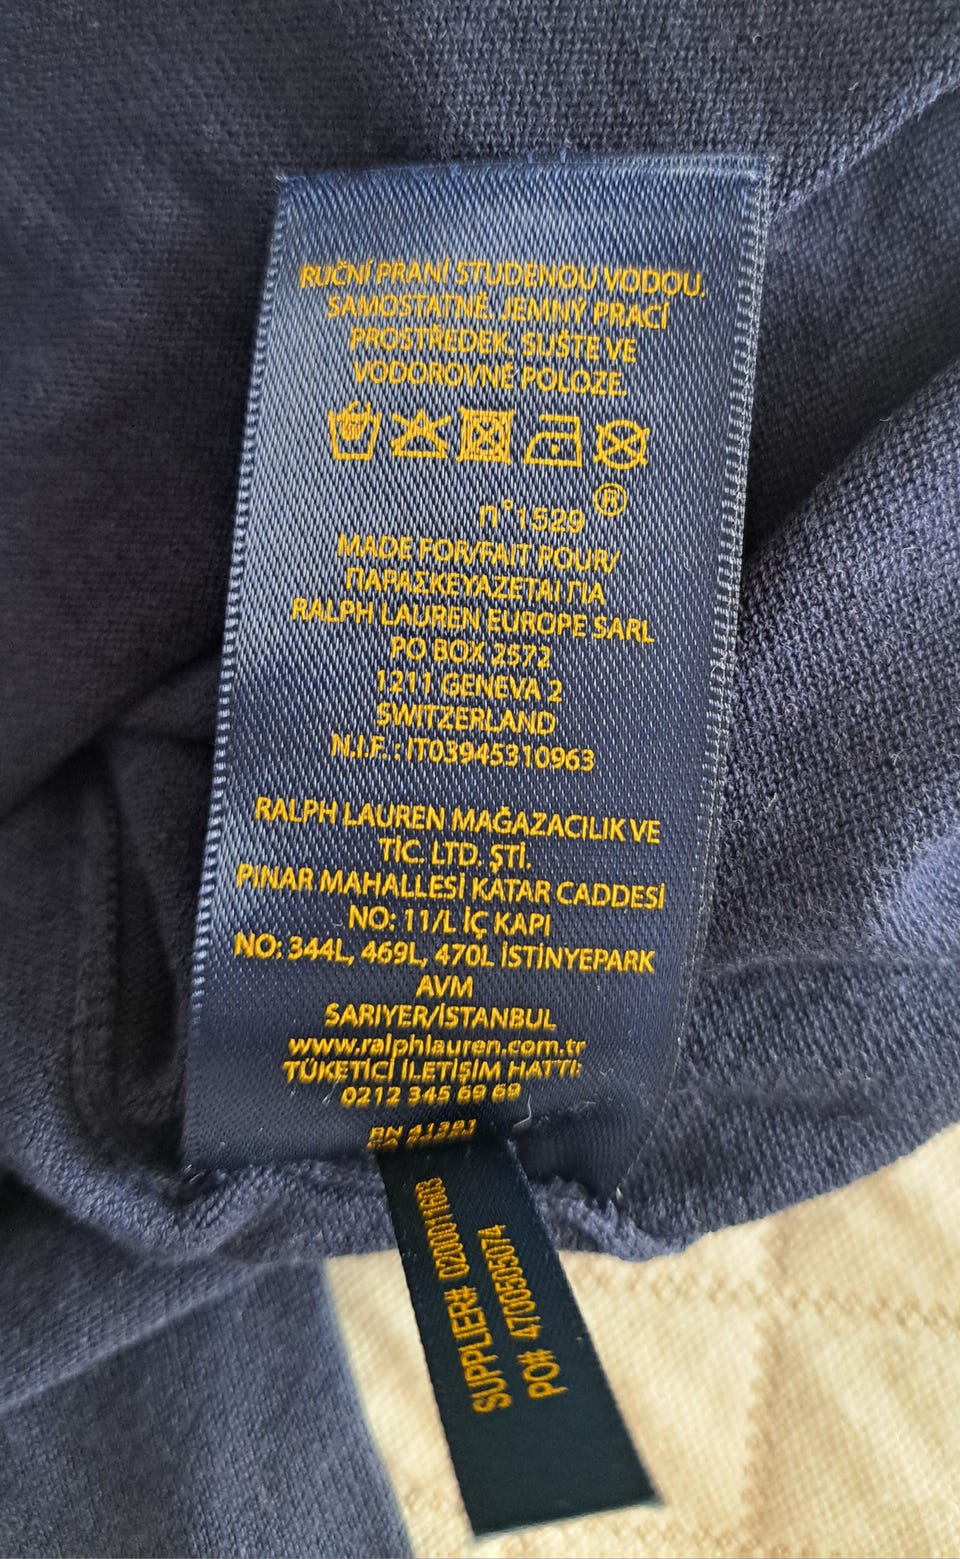 RUČNÍ PRANÍ STUDENOU VODOU.
SAMOSTATNĚ. JEMNÝ PRACÍ
PROSTŘEDEK. SUŠTE VE
VODOROVNÉ POLOZE.
n°1529 ®
MADE FOR/FAIT POUR/
ΠΑΡΑΣΚΕΥΑΖΕΤΑΙ ΓΙΑ
RALPH LAUREN EUROPE SARL
PO BOX 2572
1211 GENEVA 2
SWITZERLAND
N.I.F. : IT03945310963
RALPH LAUREN MAĞAZACILIK VE
TİC. LTD. ŞTİ.
PINAR MAHALLESİ KATAR CADDESİ
NO: 11/L İÇ KAPI
NO: 344L, 469L, 470L İSTİNYEPARK
AVM
SARIYER/İSTANBUL
www.ralphlauren.com.tr
TÜKETİCİ İLETİŞİM HATTI:
0212 345 69 69
RN 41381
SUPPLIER# 0200011603
PO# 4700505074